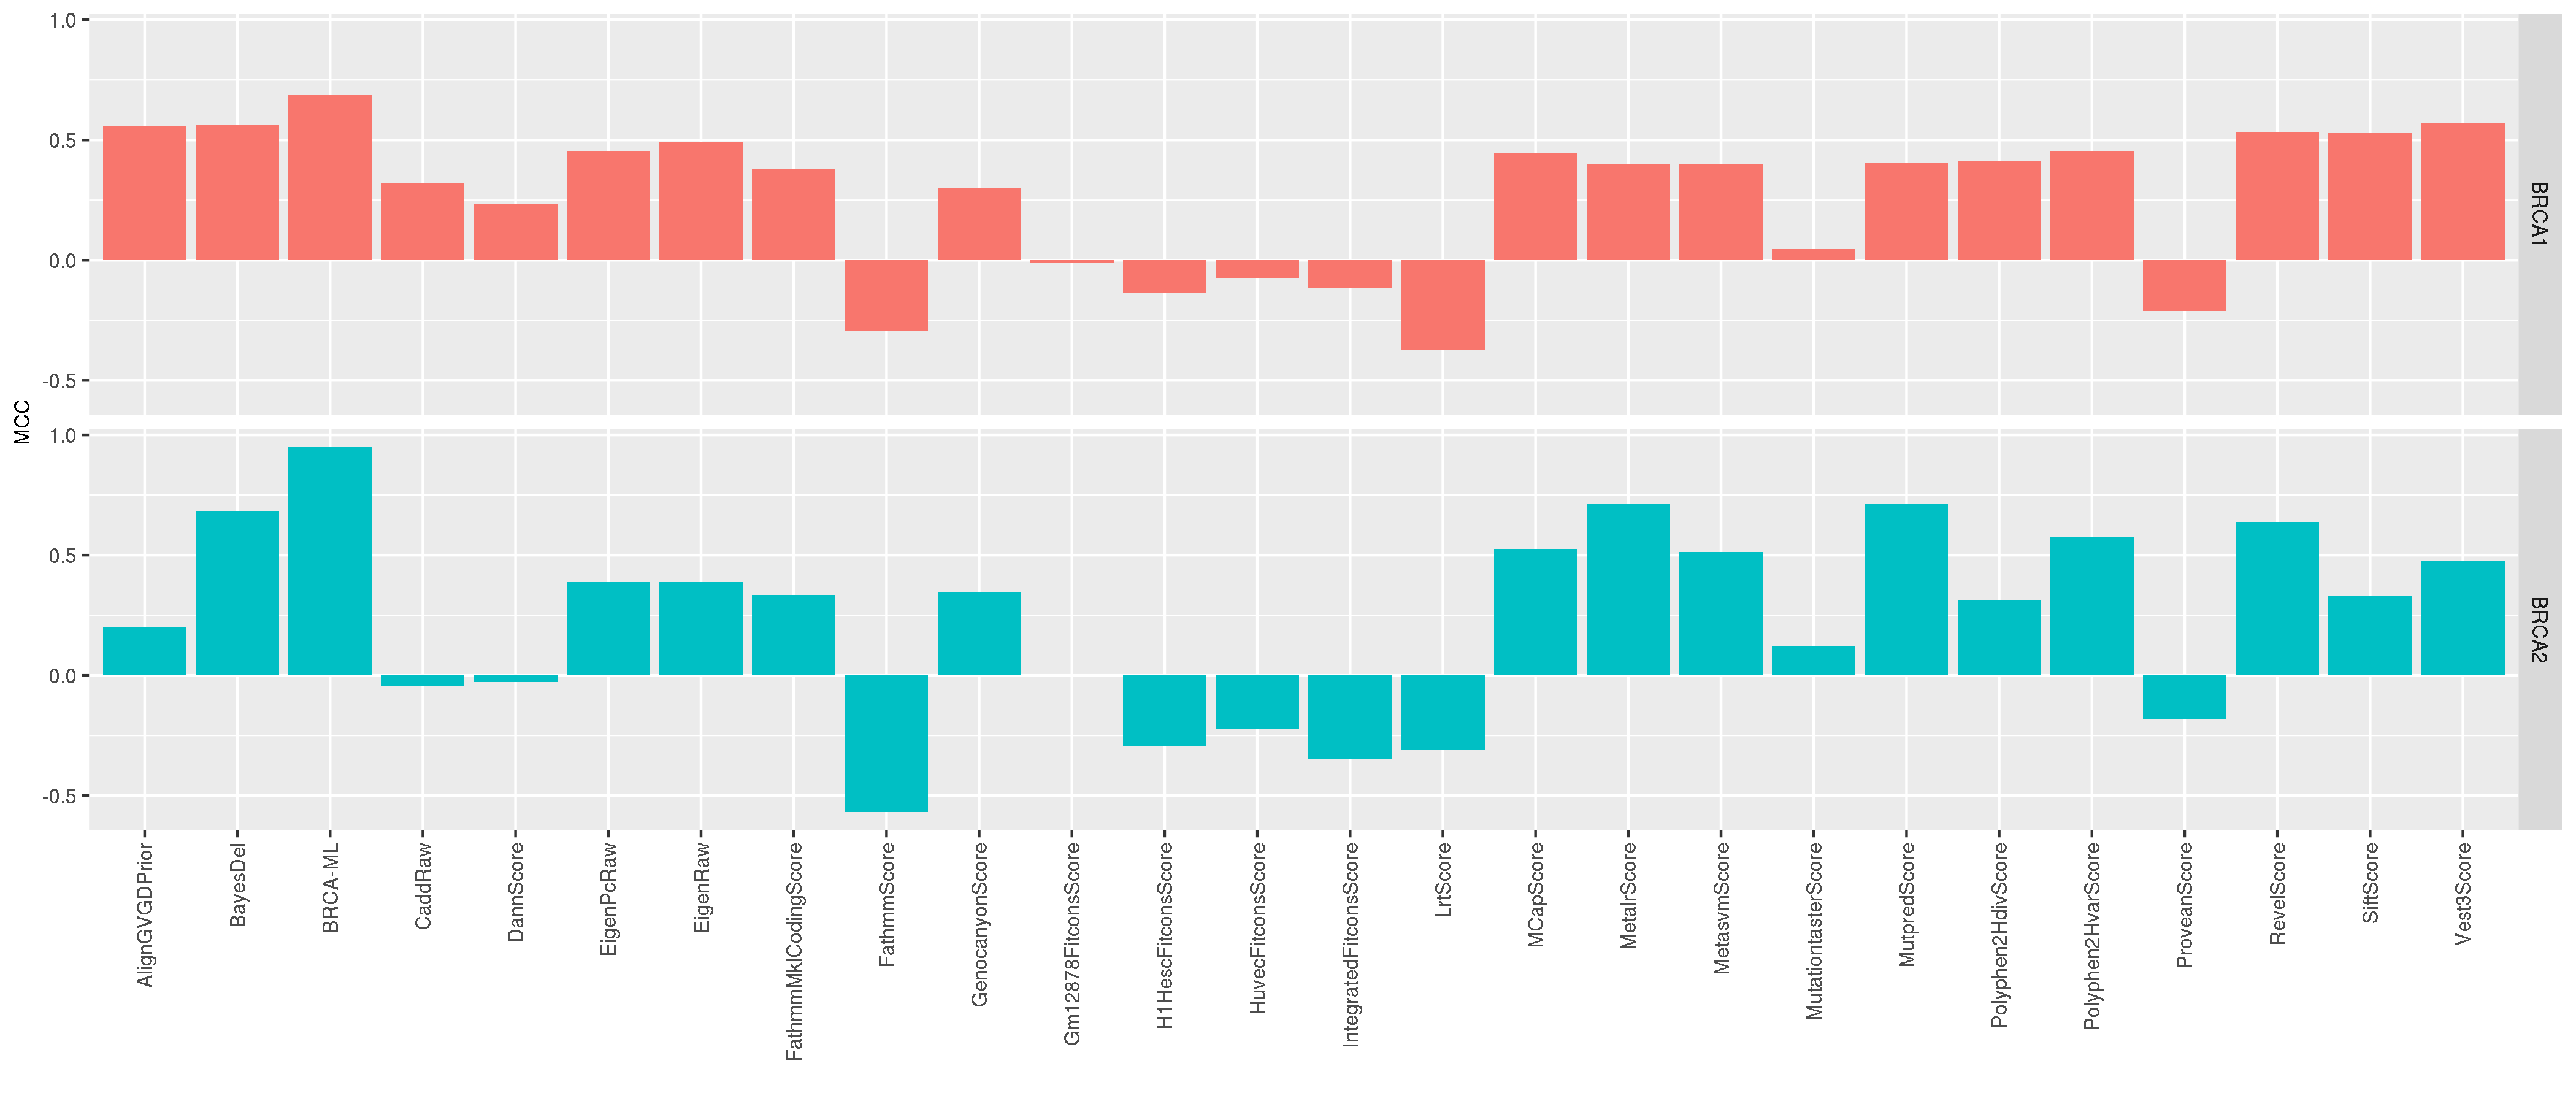 MCC
1.0
0.5
0.0
-0.5
BRCA1
1.0
0.5
0.0
-0.5
BRCA2
AlignGVGDPrior
BayesDel
BRCA-ML
CaddRaw
DannScore
EigenPcRaw
EigenRaw
FathmmMklCodingScore
FathmmScore
GenocanyonScore
Gm12878FitconsScore
H1HescFitconsScore
HuvecFitconsScore
IntegratedFitconsScore
LrtScore
MCapScore
MetalrScore
MetasvmScore
MutationtasterScore
MutpredScore
Polyphen2HdivScore
Polyphen2HvarScore
ProveanScore
RevelScore
SiftScore
Vest3Score